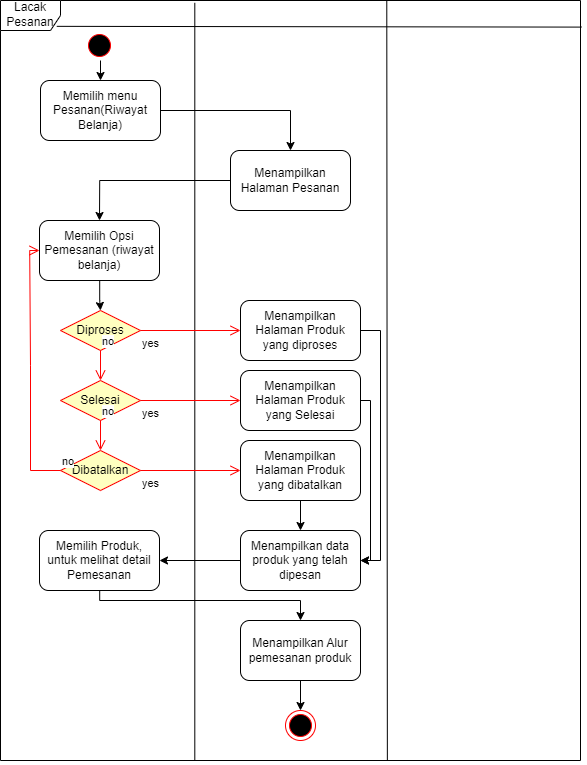 Lacak
Pesanan
Memilih menu
Pesanan(Riwayat
Belanja)
Menampilkan
Halaman Pesanan
Memilih Opsi
Pemesanan (riwayat
belanja)
Diproses
no
yes
Menampilkan
Halaman Produk
yang diproses
Selesai
no
yes
Menampilkan
Halaman Produk
yang Selesai
no
Dibatalkan
yes
Menampilkan
Halaman Produk
yang dibatalkan
Memilih Produk,
untuk melihat detail
Pemesanan
Menampilkan data
produk yang telah
dipesan
Menampilkan Alur
pemesanan produk